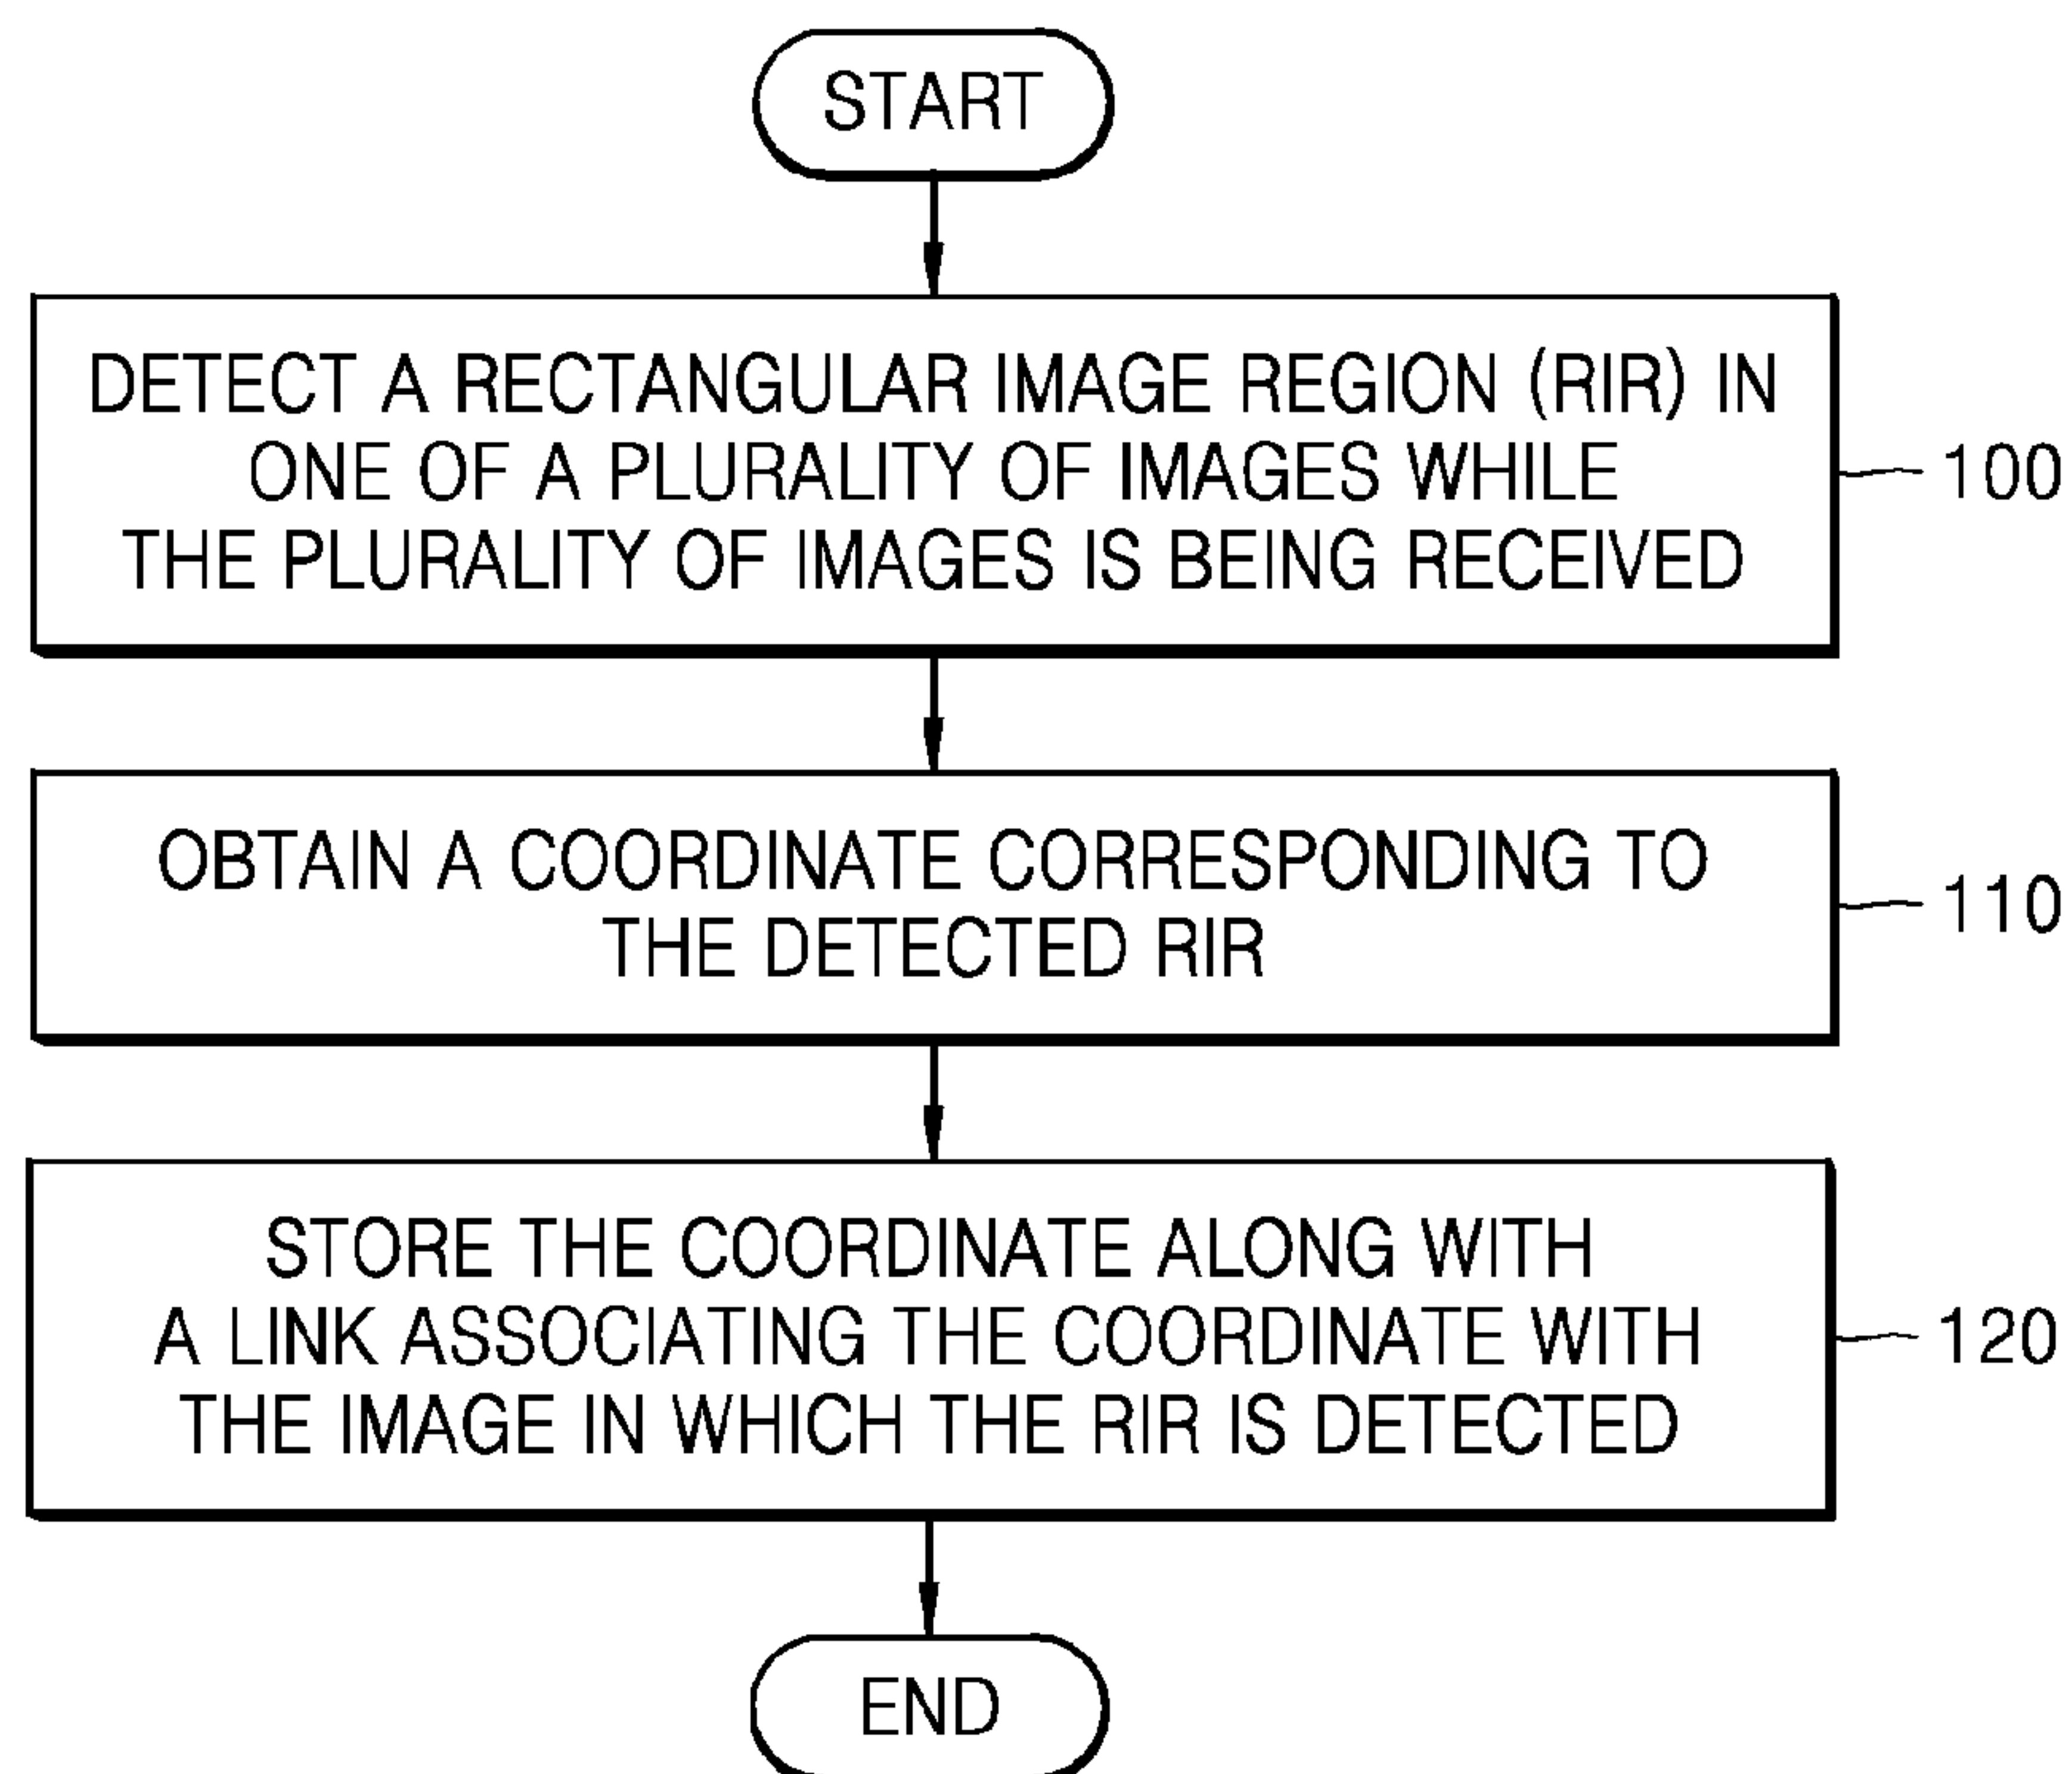 START
DETECT A RECTANGULAR IMAGE REGION (RIR) IN
ONE OF A PLURALITY OF IMAGES WHILE
THE PLURALITY OF IMAGES IS BEING RECEIVED
100
OBTAIN A COORDINATE CORRESPONDING TO
THE DETECTED RIR
110
STORE THE COORDINATE ALONG WITH
A LINK ASSOCIATING THE COORDINATE WITH
THE IMAGE IN WHICH THE RIR IS DETECTED
120
END